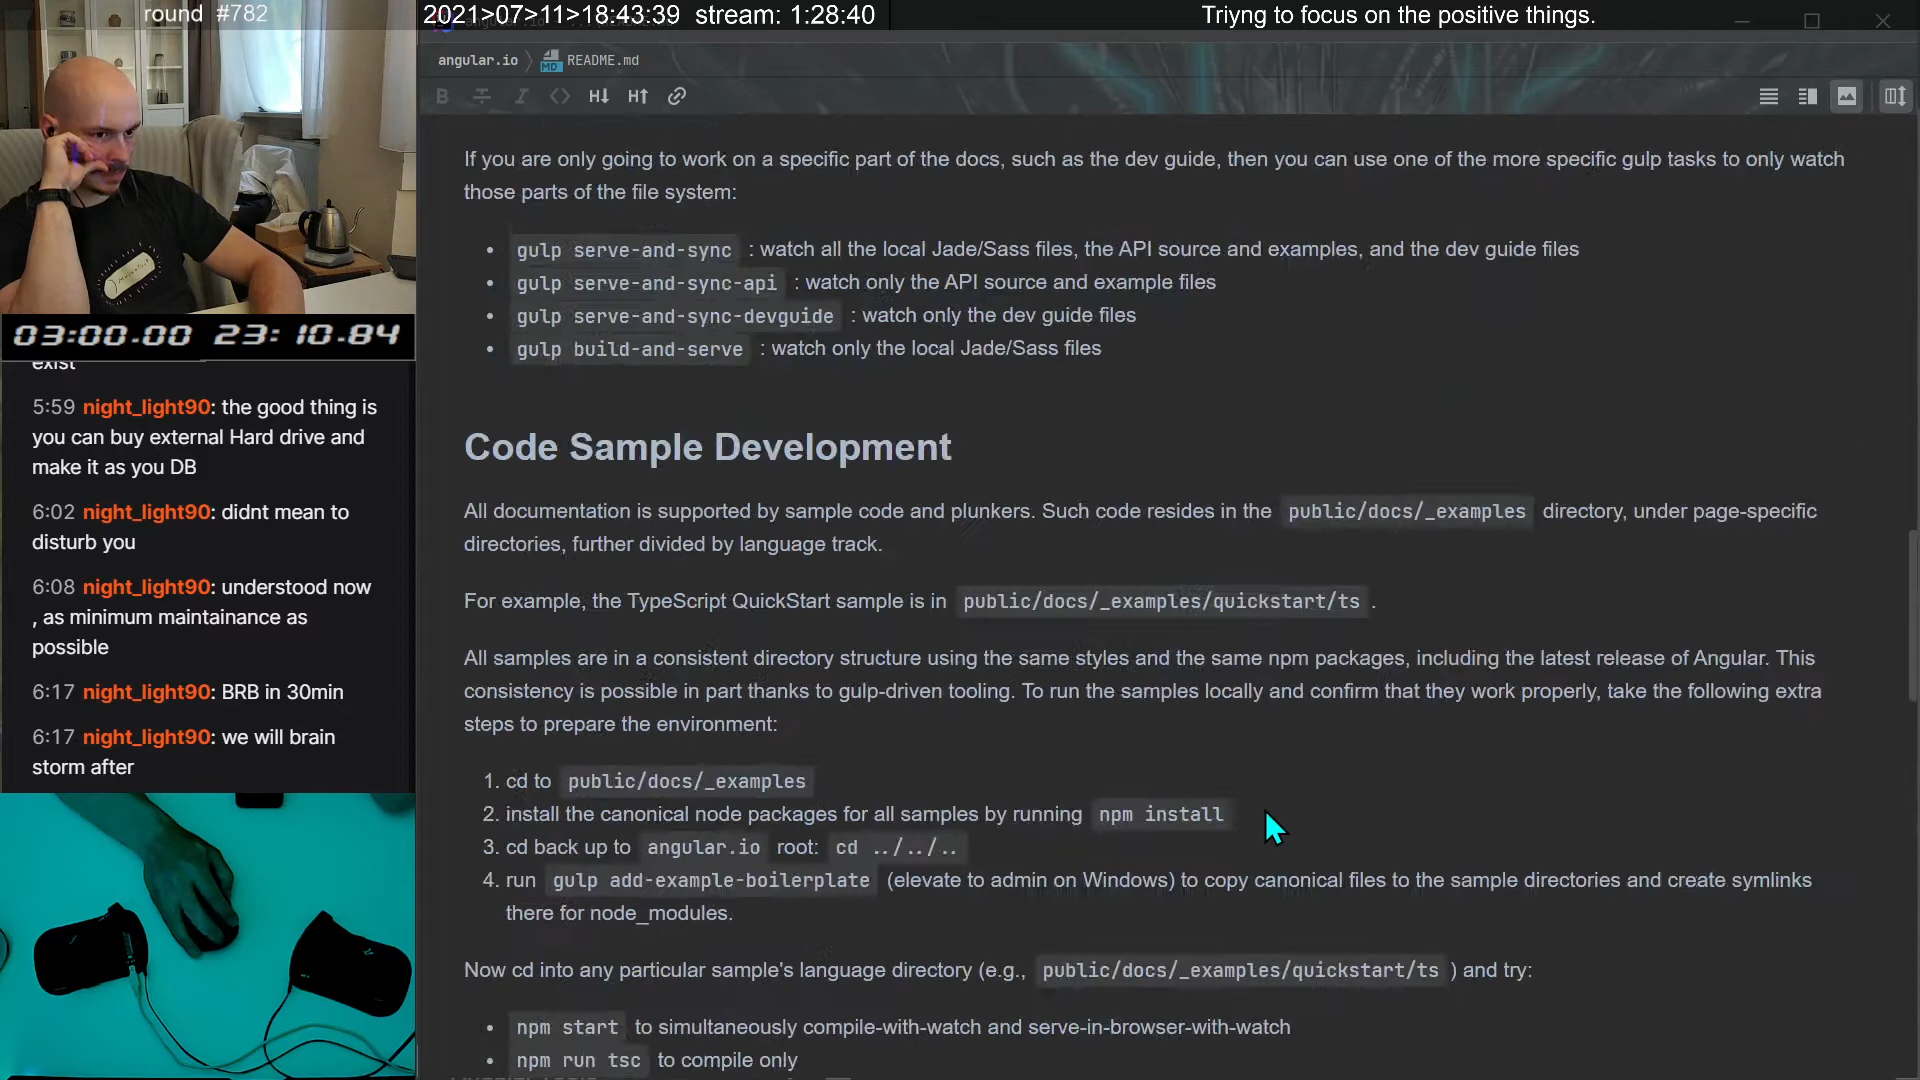 round #782
2021>07>11>18:43:39 stream: 1:28:40
Triyng to focus on the positive things.
angular.io
README.md
If you are only going to work on a specific part of the docs, such as the dev guide, then you can use one of the more specific gulp tasks to only watch
those parts of the file system:
gulp serve-and-sync : watch all the local Jade/Sass files, the API source and examples, and the dev guide files
gulp serve-and-sync-api : watch only the API source and example files
gulp serve-and-sync-devguide : watch only the dev guide files
gulp build-and-serve : watch only the local Jade/Sass files
Code Sample Development
All documentation is supported by sample code and plunkers. Such code resides in the public/docs/_examples directory, under page-specific
directories, further divided by language track.
For example, the TypeScript QuickStart sample is in public/docs/_examples/quickstart/ts .
All samples are in a consistent directory structure using the same styles and the same npm packages, including the latest release of Angular. This
consistency is possible in part thanks to gulp-driven tooling. To run the samples locally and confirm that they work properly, take the following extra
steps to prepare the environment:
1. cd to public/docs/_examples
2. install the canonical node packages for all samples by running npm install
3. cd back up to angular.io root: cd ../../..
4. run gulp add-example-boilerplate (elevate to admin on Windows) to copy canonical files to the sample directories and create symlinks
there for node_modules.
Now cd into any particular sample's language directory (e.g., public/docs/_examples/quickstart/ts ) and try:
npm start to simultaneously compile-with-watch and serve-in-browser-with-watch
npm run tsc to compile only
03:00.00 23:10.84
exist
5:59 night_light90: the good thing is
you can buy external Hard drive and
make it as you DB
6:02 night_light90: didnt mean to
disturb you
6:08 night_light90: understood now
, as minimum maintainance as
possible
6:17 night_light90: BRB in 30min
6:17 night_light90: we will brain
storm after